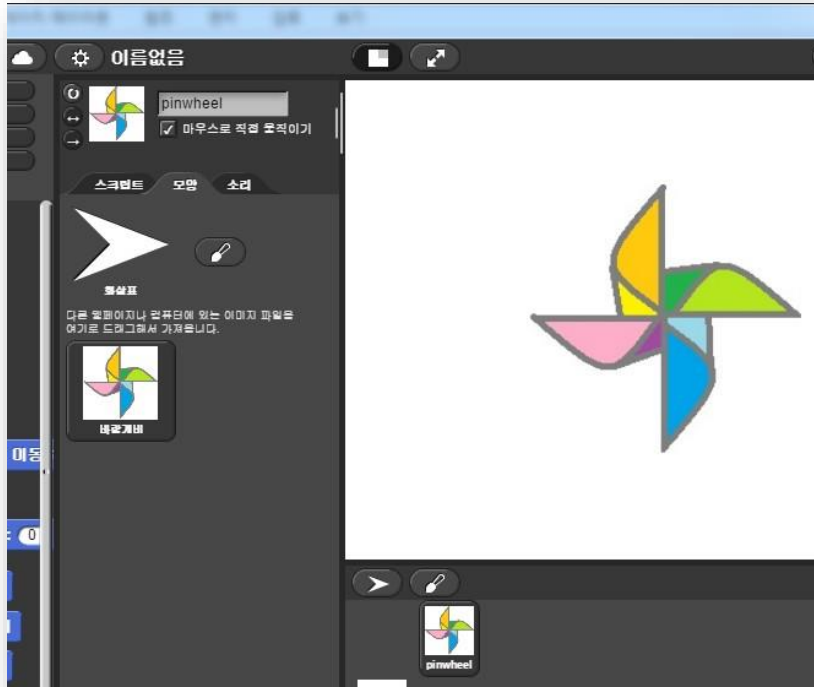 이름없음
pinwheel
마우스로 직접 움직이기
스크립트 모양 소리
화살표
다른 웹페이지나 컴퓨터에 있는 이미지 파일을
여기로 드래그해서 가져옵니다.
바람개비
이동
: 0
pinwheel